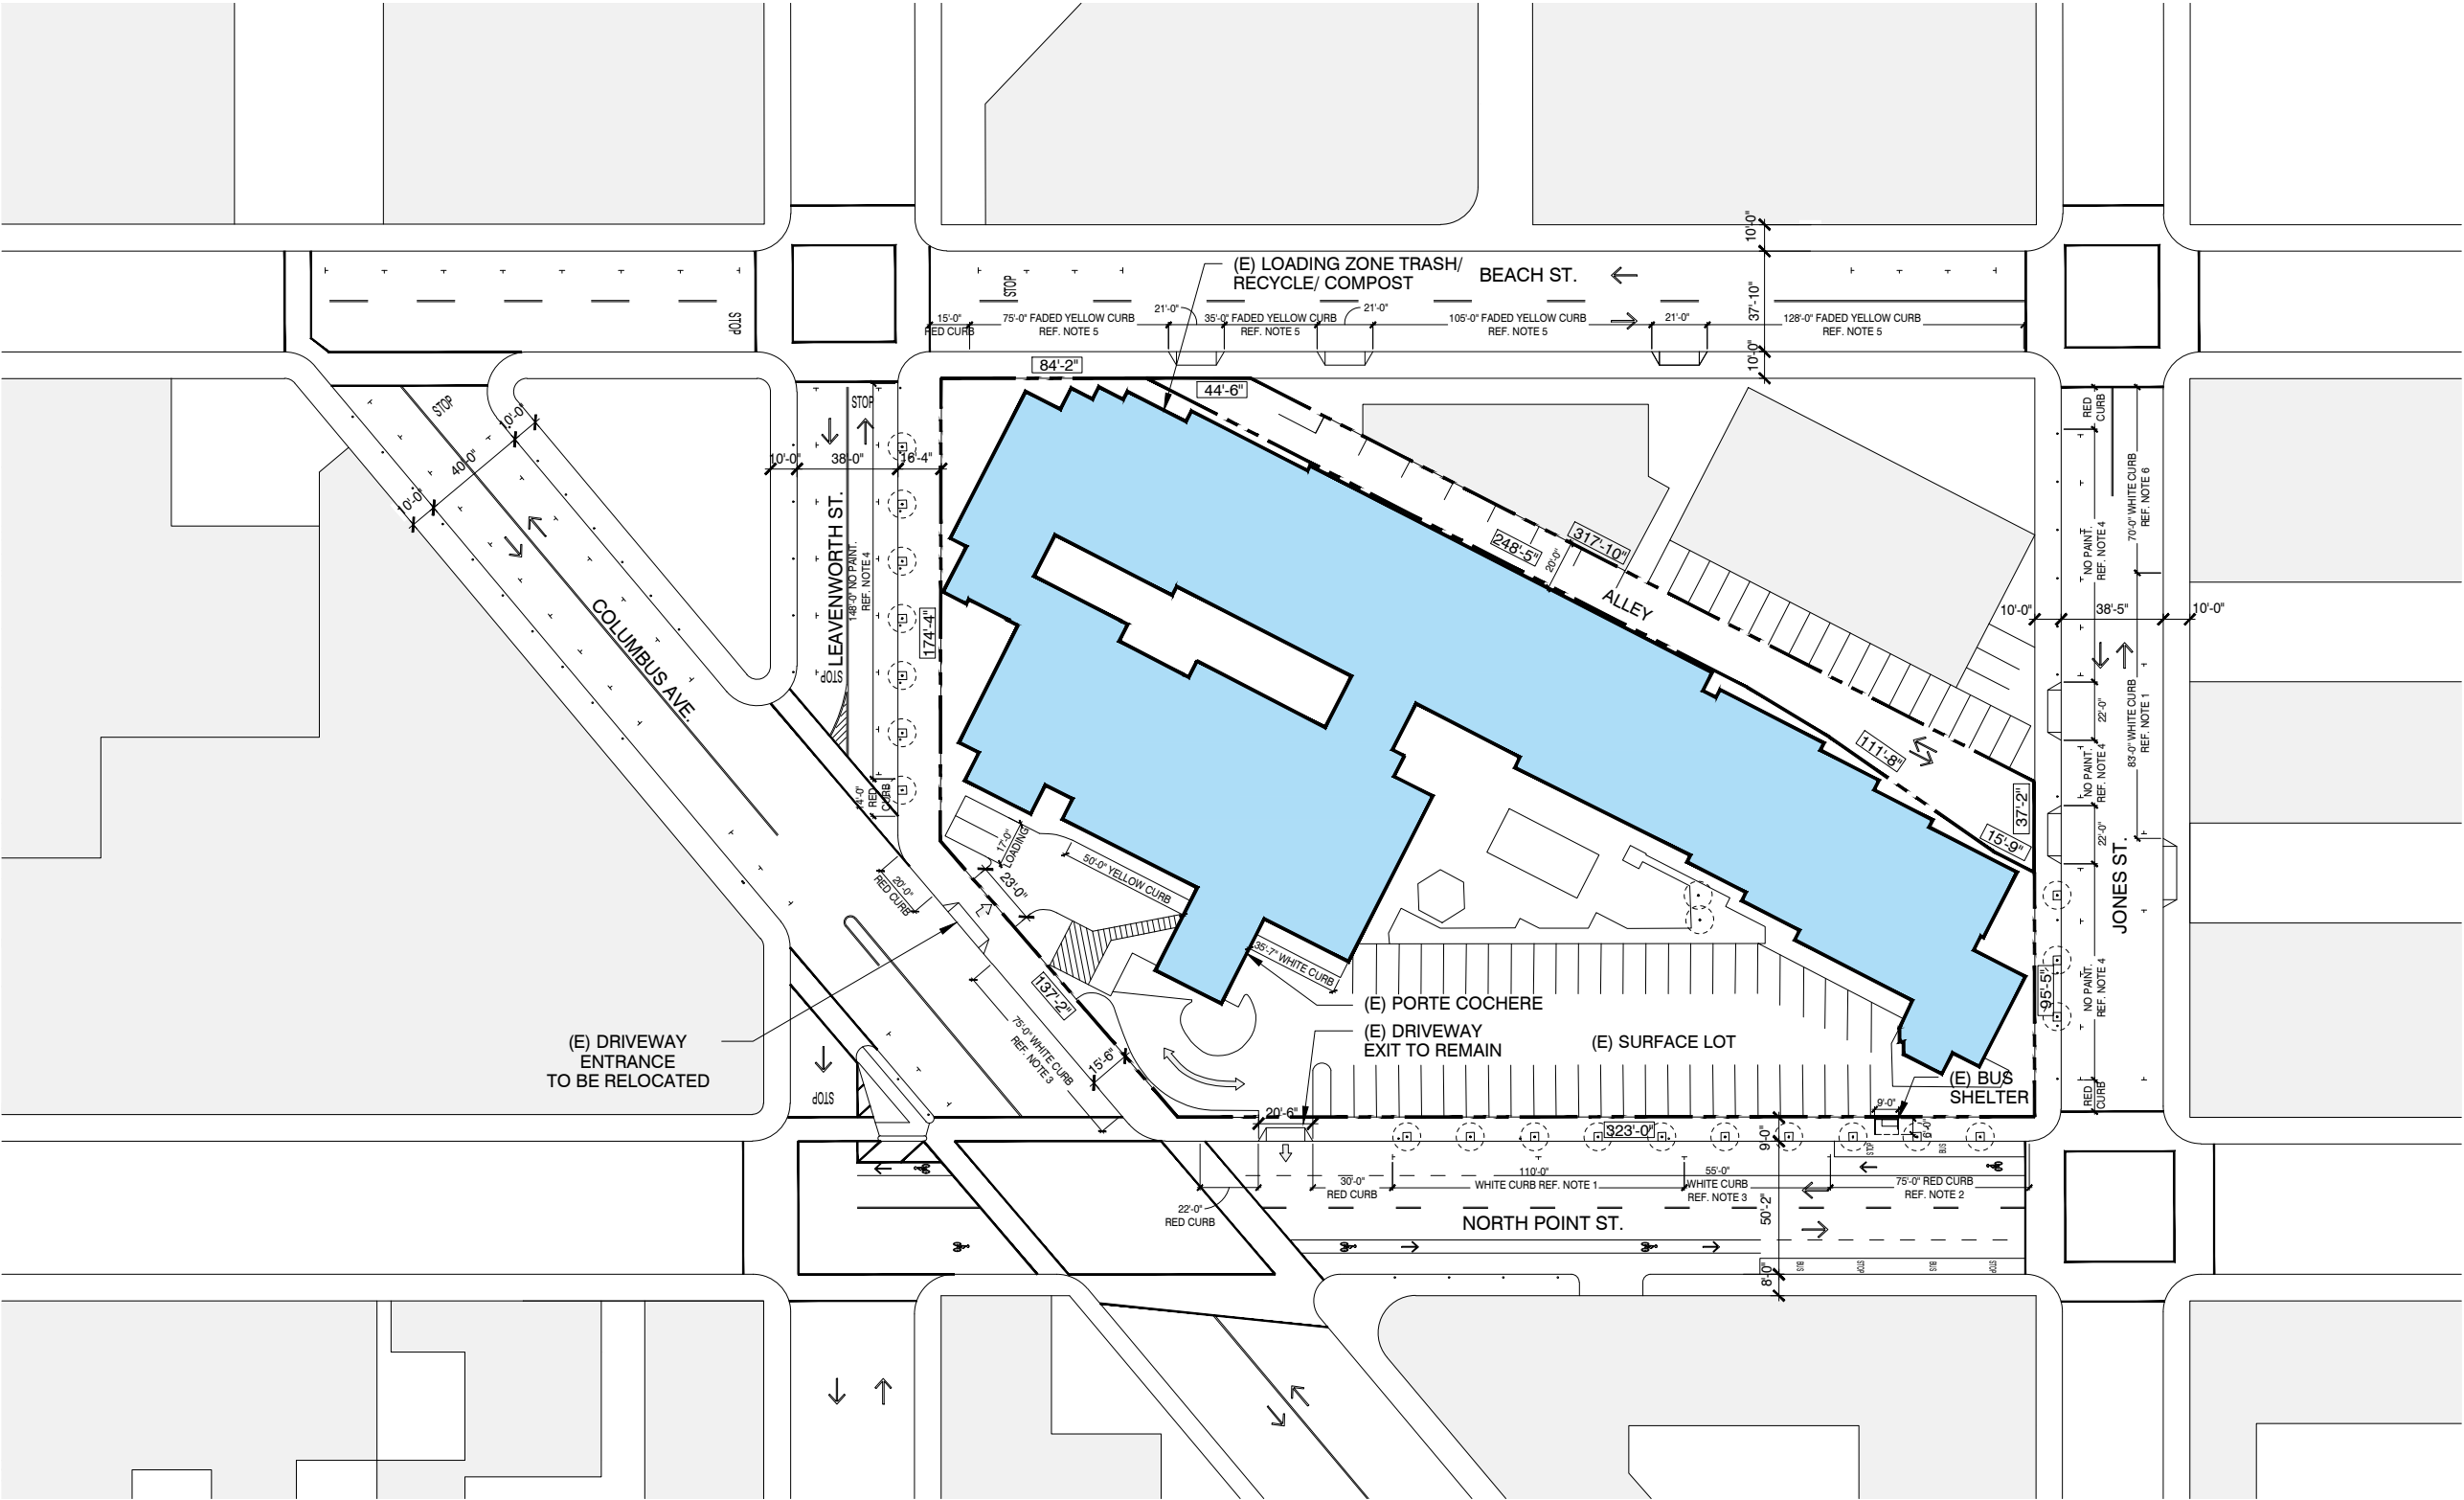 10'-0"
STOP
STOP
(E) LOADING ZONE TRASH/
RECYCLE/ COMPOST
BEACH ST.
37'-10"
15'-0"
RED CURB
75'-0" FADED YELLOW CURB
REF. NOTE 5
21'-0"
35'-0" FADED YELLOW CURB
REF. NOTE 5
21'-0"
105'-0" FADED YELLOW CURB
REF. NOTE 5
21'-0"
128'-0" FADED YELLOW CURB
REF. NOTE 5
10'-0"
84'-2"
44'-6"
STOP
10'-0"
40'-0"
10'-0"
COLUMBUS AVE.
STOP
10'-0"
38'-0"
16'-4"
LEAVENWORTH ST.
148'-0" NO PAINT.
REF. NOTE 4
STOP
174'-4"
14'-0"
RED
CURB
248'-5"
317'-10"
20'-0"
ALLEY
111'-8"
15'-9"
37'-2"
RED
CURB
NO PAINT.
REF. NOTE 4
70'-0" WHITE CURB
REF. NOTE 6
10'-0"
38'-5"
10'-0"
22'-0"
NO PAINT.
REF. NOTE 4
83'-0" WHITE CURB
REF. NOTE 1
22'-0"
JONES ST.
NO PAINT.
REF. NOTE 4
95'-5"
RED
CURB
17'-0"
LOADING
50'-0" YELLOW CURB
23'-0"
20'-0"
RED CURB
137'-2"
75'-0" WHITE CURB
REF. NOTE 3
15'-6"
35'-7" WHITE CURB
(E) PORTE COCHERE
(E) DRIVEWAY
EXIT TO REMAIN
(E) SURFACE LOT
(E) DRIVEWAY
ENTRANCE
TO BE RELOCATED
STOP
(E) BUS
SHELTER
9'-0"
6'-0"
20'-6"
323'-0"
9'-0"
STOP
BUS
30'-0"
RED CURB
110'-0"
WHITE CURB REF. NOTE 1
55'-0"
WHITE CURB
REF. NOTE 3
75'-0" RED CURB
REF. NOTE 2
22'-0"
RED CURB
NORTH POINT ST.
50'-2"
8'-0"
BUS
STOP
BUS
STOP